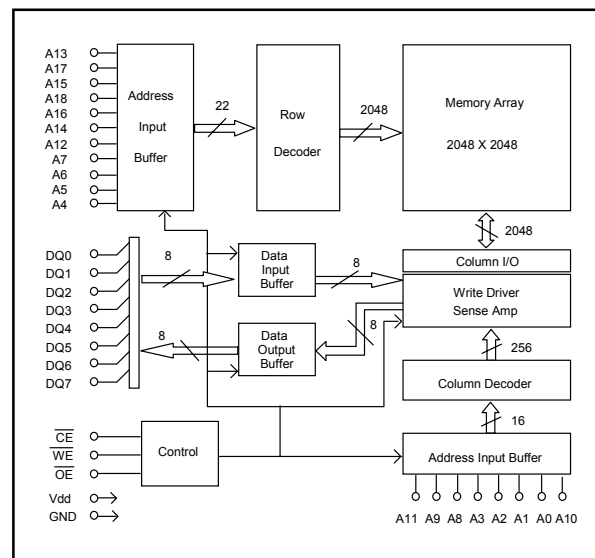 A13
A17
A15
A18
A16
A14
A12
A7
A6
A5
A4
Address
Input
Buffer
22
Row
Decoder
2048
Memory Array
2048 X 2048
2048
Column I/O
DQ0
DQ1
DQ2
DQ3
DQ4
DQ5
DQ6
DQ7
8
Data
Input
Buffer
8
Write Driver
Sense Amp
8
Data
Output
Buffer
8
256
Column Decoder
16
C̅E̅
W̅E̅
O̅E̅
Control
Address Input Buffer
Vdd
GND
A11 A9 A8 A3 A2 A1 A0 A10